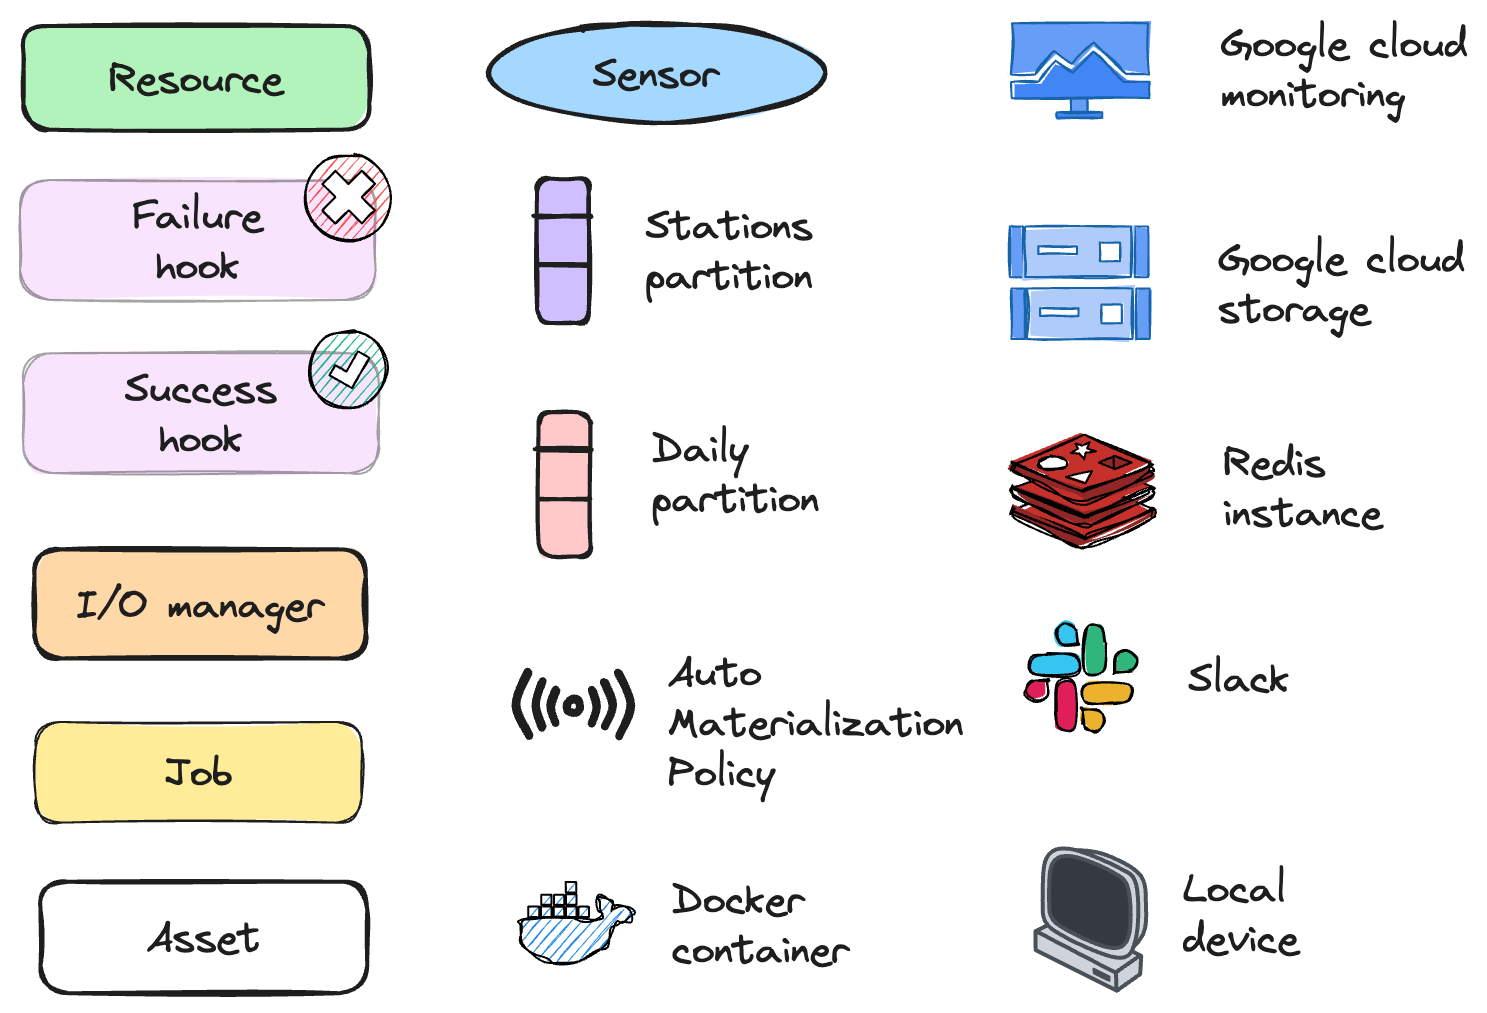 Resource
Failure
hook
Success
hook
I/O manager
Job
Asset
Sensor
Stations
partition
Daily
partition
Auto
Materialization
Policy
Docker
container
Google cloud
monitoring
Google cloud
storage
Redis
instance
Slack
Local
device